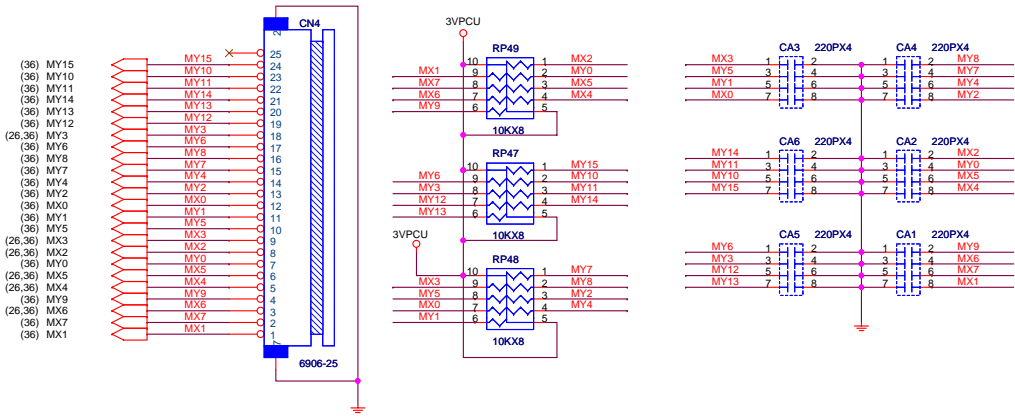 CN4
2
25
(36) MY15 MY15 24
(36) MY10 MY10 23
(36) MY11 MY11 22
(36) MY14 MY14 21
(36) MY13 MY13 20
(36) MY12 MY12 19
(26,36) MY3 MY3 18
(36) MY6 MY6 17
(36) MY8 MY8 16
(36) MY7 MY7 15
(36) MY4 MY4 14
(36) MY2 MY2 13
(36) MX0 MX0 12
(36) MY1 MY1 11
(36) MY5 MY5 10
(26,36) MX3 MX3 9
(26,36) MX2 MX2 8
(36) MY0 MY0 7
(26,36) MX5 MX5 6
(26,36) MX4 MX4 5
(36) MY9 MY9 4
(26,36) MX6 MX6 3
(36) MX7 MX7 2
(36) MX1 MX1 1
7
6906-25
3VPCU
RP49
10 1 MX2
MX1 9 2 MY0
MX7 8 3 MX5
MX6 7 4 MX4
MY9 6 5
10KX8
RP47
10 1 MY15
MY6 9 2 MY10
MY3 8 3 MY11
MY12 7 4 MY14
MY13 6 5
10KX8
3VPCU
RP48
10 1 MY7
MX3 9 2 MY8
MY5 8 3 MY2
MX0 7 4 MY4
MY1 6 5
10KX8
CA3 220PX4 CA4 220PX4
MX3 1 2 1 2 MY8
MY5 3 4 3 4 MY7
MY1 5 6 5 6 MY4
MX0 7 8 7 8 MY2
CA6 220PX4 CA2 220PX4
MY14 1 2 1 2 MX2
MY11 3 4 3 4 MY0
MY10 5 6 5 6 MX5
MY15 7 8 7 8 MX4
CA5 220PX4 CA1 220PX4
MY6 1 2 1 2 MY9
MY3 3 4 3 4 MX6
MY12 5 6 5 6 MX7
MY13 7 8 7 8 MX1